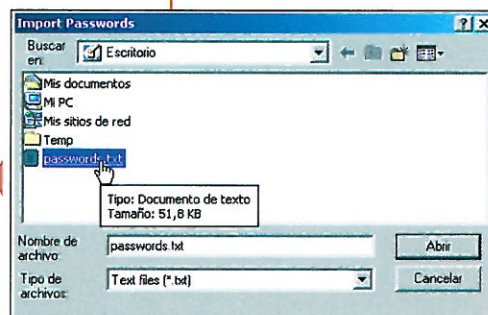 Import Passwords
Buscar en:
Escritorio
Mis documentos
Mi PC
Mis sitios de red
Temp
passwords.txt
Tipo: Documento de texto
Tamaño: 51,8 KB
Nombre de archivo:
passwords.txt
Abrir
Tipo de archivos:
Text files (*.txt)
Cancelar